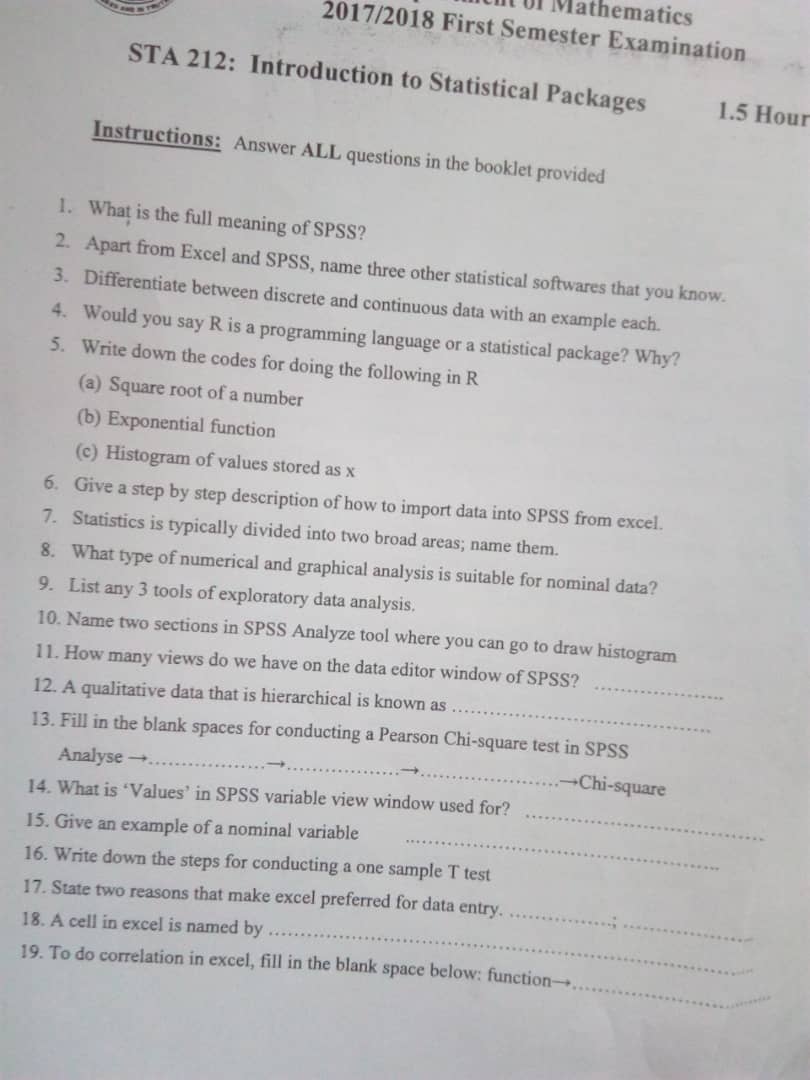 of Mathematics
2017/2018 First Semester Examination
STA 212: Introduction to Statistical Packages 1.5 Hour
Instructions: Answer ALL questions in the booklet provided
1. What is the full meaning of SPSS?
2. Apart from Excel and SPSS, name three other statistical softwares that you know.
3. Differentiate between discrete and continuous data with an example each.
4. Would you say R is a programming language or a statistical package? Why?
5. Write down the codes for doing the following in R
(a) Square root of a number
(b) Exponential function
(c) Histogram of values stored as x
6. Give a step by step description of how to import data into SPSS from excel.
7. Statistics is typically divided into two broad areas; name them.
8. What type of numerical and graphical analysis is suitable for nominal data?
9. List any 3 tools of exploratory data analysis.
10. Name two sections in SPSS Analyze tool where you can go to draw histogram
11. How many views do we have on the data editor window of SPSS? ....................
12. A qualitative data that is hierarchical is known as ........................................
13. Fill in the blank spaces for conducting a Pearson Chi-square test in SPSS
Analyse →..................→..................→.....................→Chi-square
14. What is ‘Values’ in SPSS variable view window used for? .....................................
15. Give an example of a nominal variable ................................................
16. Write down the steps for conducting a one sample T test
17. State two reasons that make excel preferred for data entry. ................; ....................
18. A cell in excel is named by ........................................................................
19. To do correlation in excel, fill in the blank space below: function→..............................